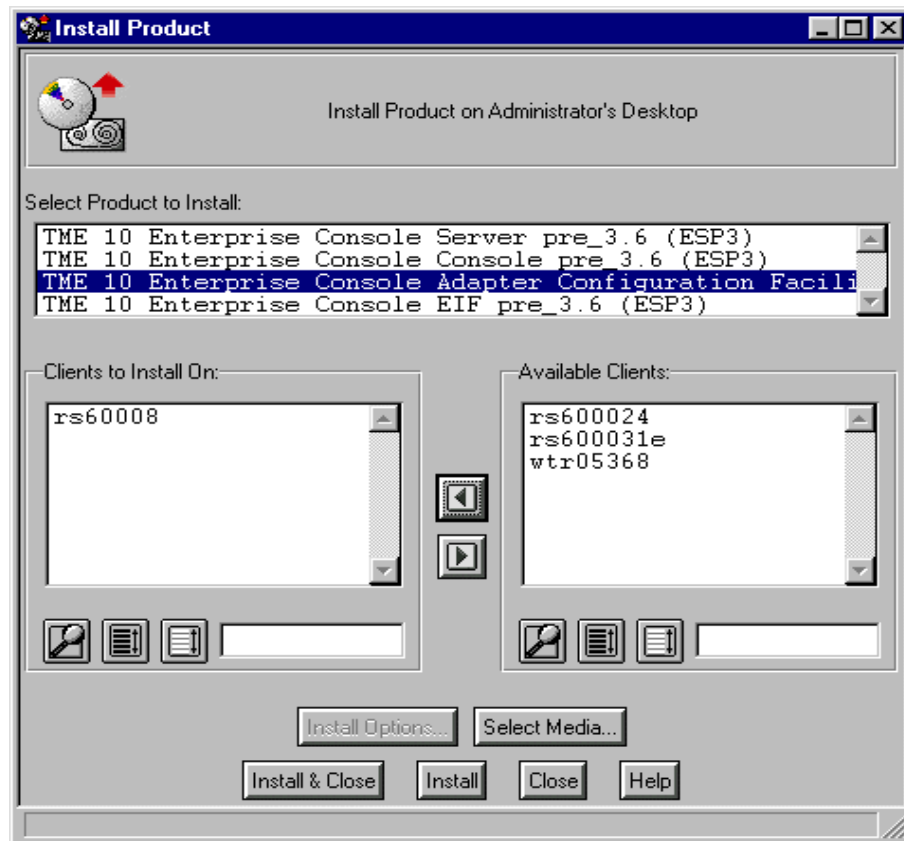 Install Product
Install Product on Administrator's Desktop
Select Product to Install:
TME 10 Enterprise Console Server pre_3.6 (ESP3)
TME 10 Enterprise Console Console pre_3.6 (ESP3)
TME 10 Enterprise Console Adapter Configuration Facili
TME 10 Enterprise Console EIF pre_3.6 (ESP3)
Clients to Install On:
rs60008
Available Clients:
rs600024
rs600031e
wtr05368
Install Options...
Select Media...
Install & Close
Install
Close
Help